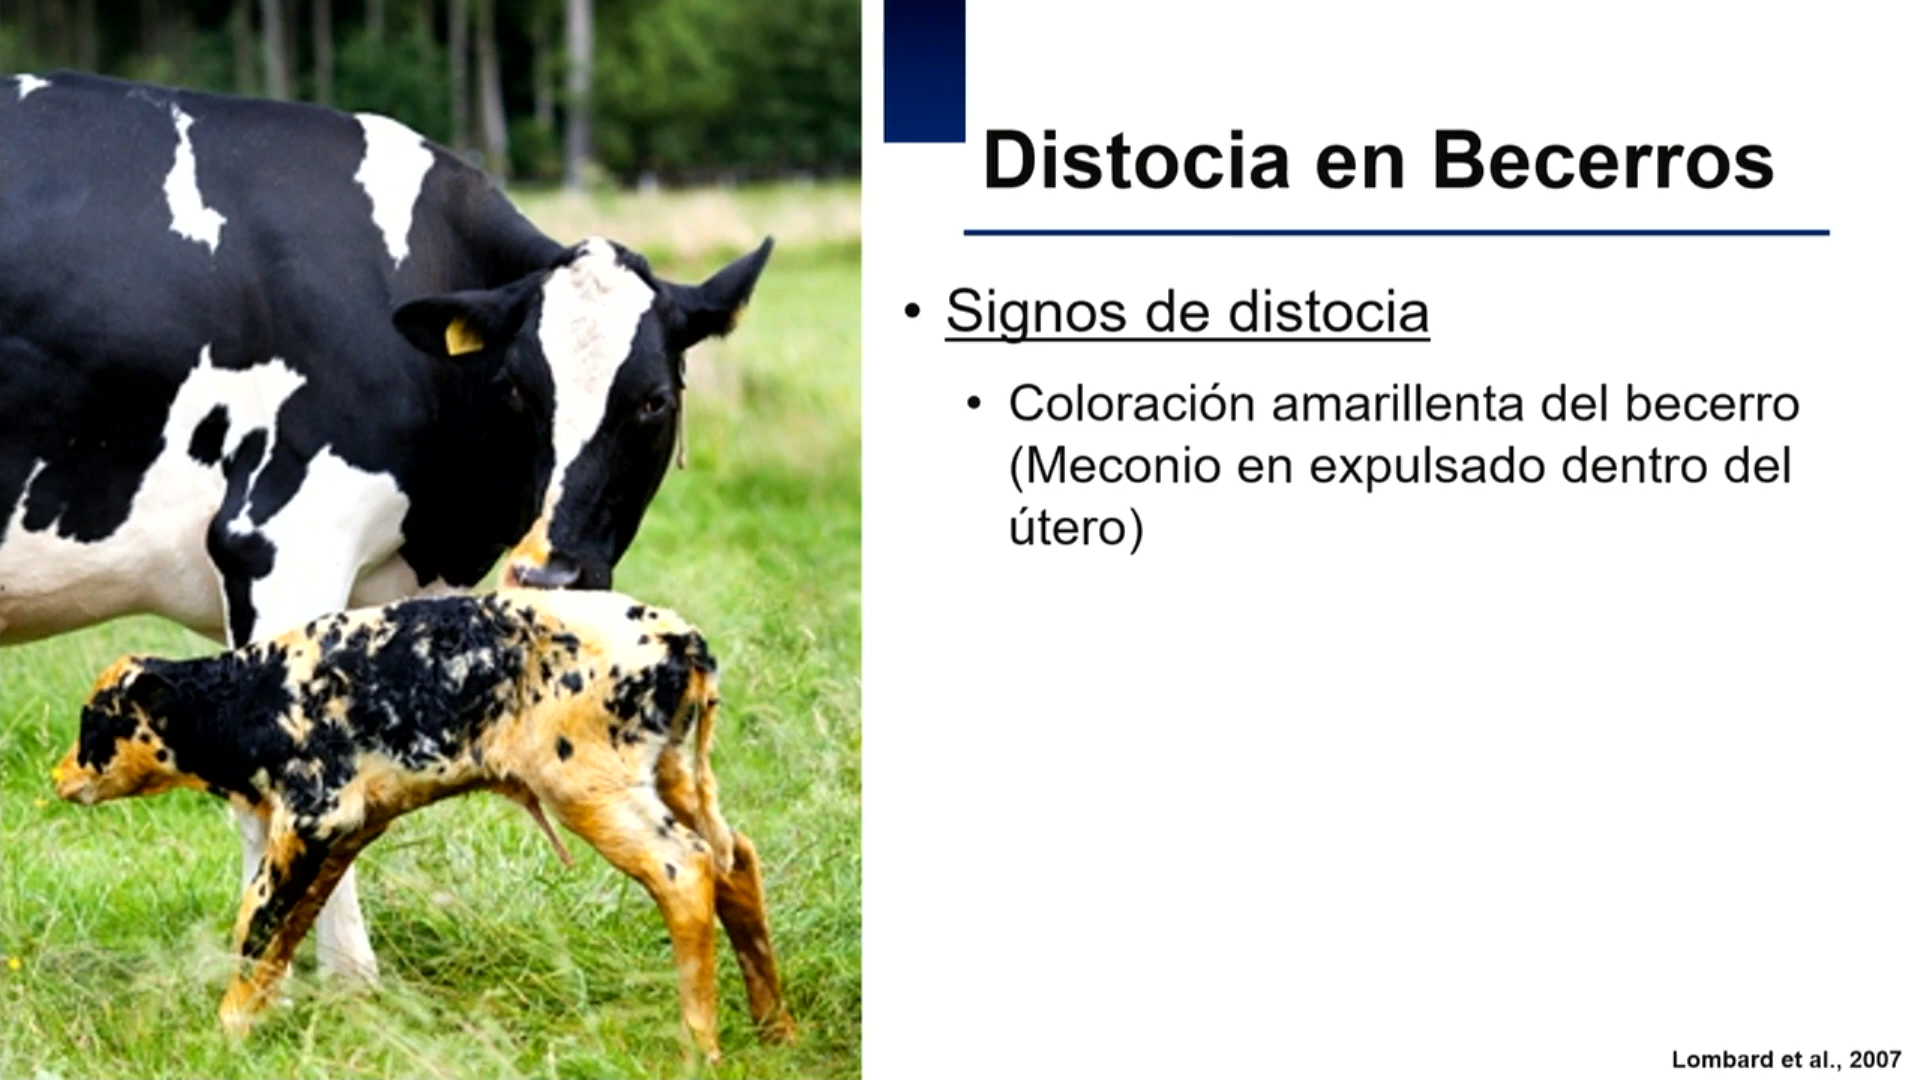 Distocia en Becerros
• Signos de distocia
• Coloración amarillenta del becerro
(Meconio en expulsado dentro del
útero)
Lombard et al., 2007